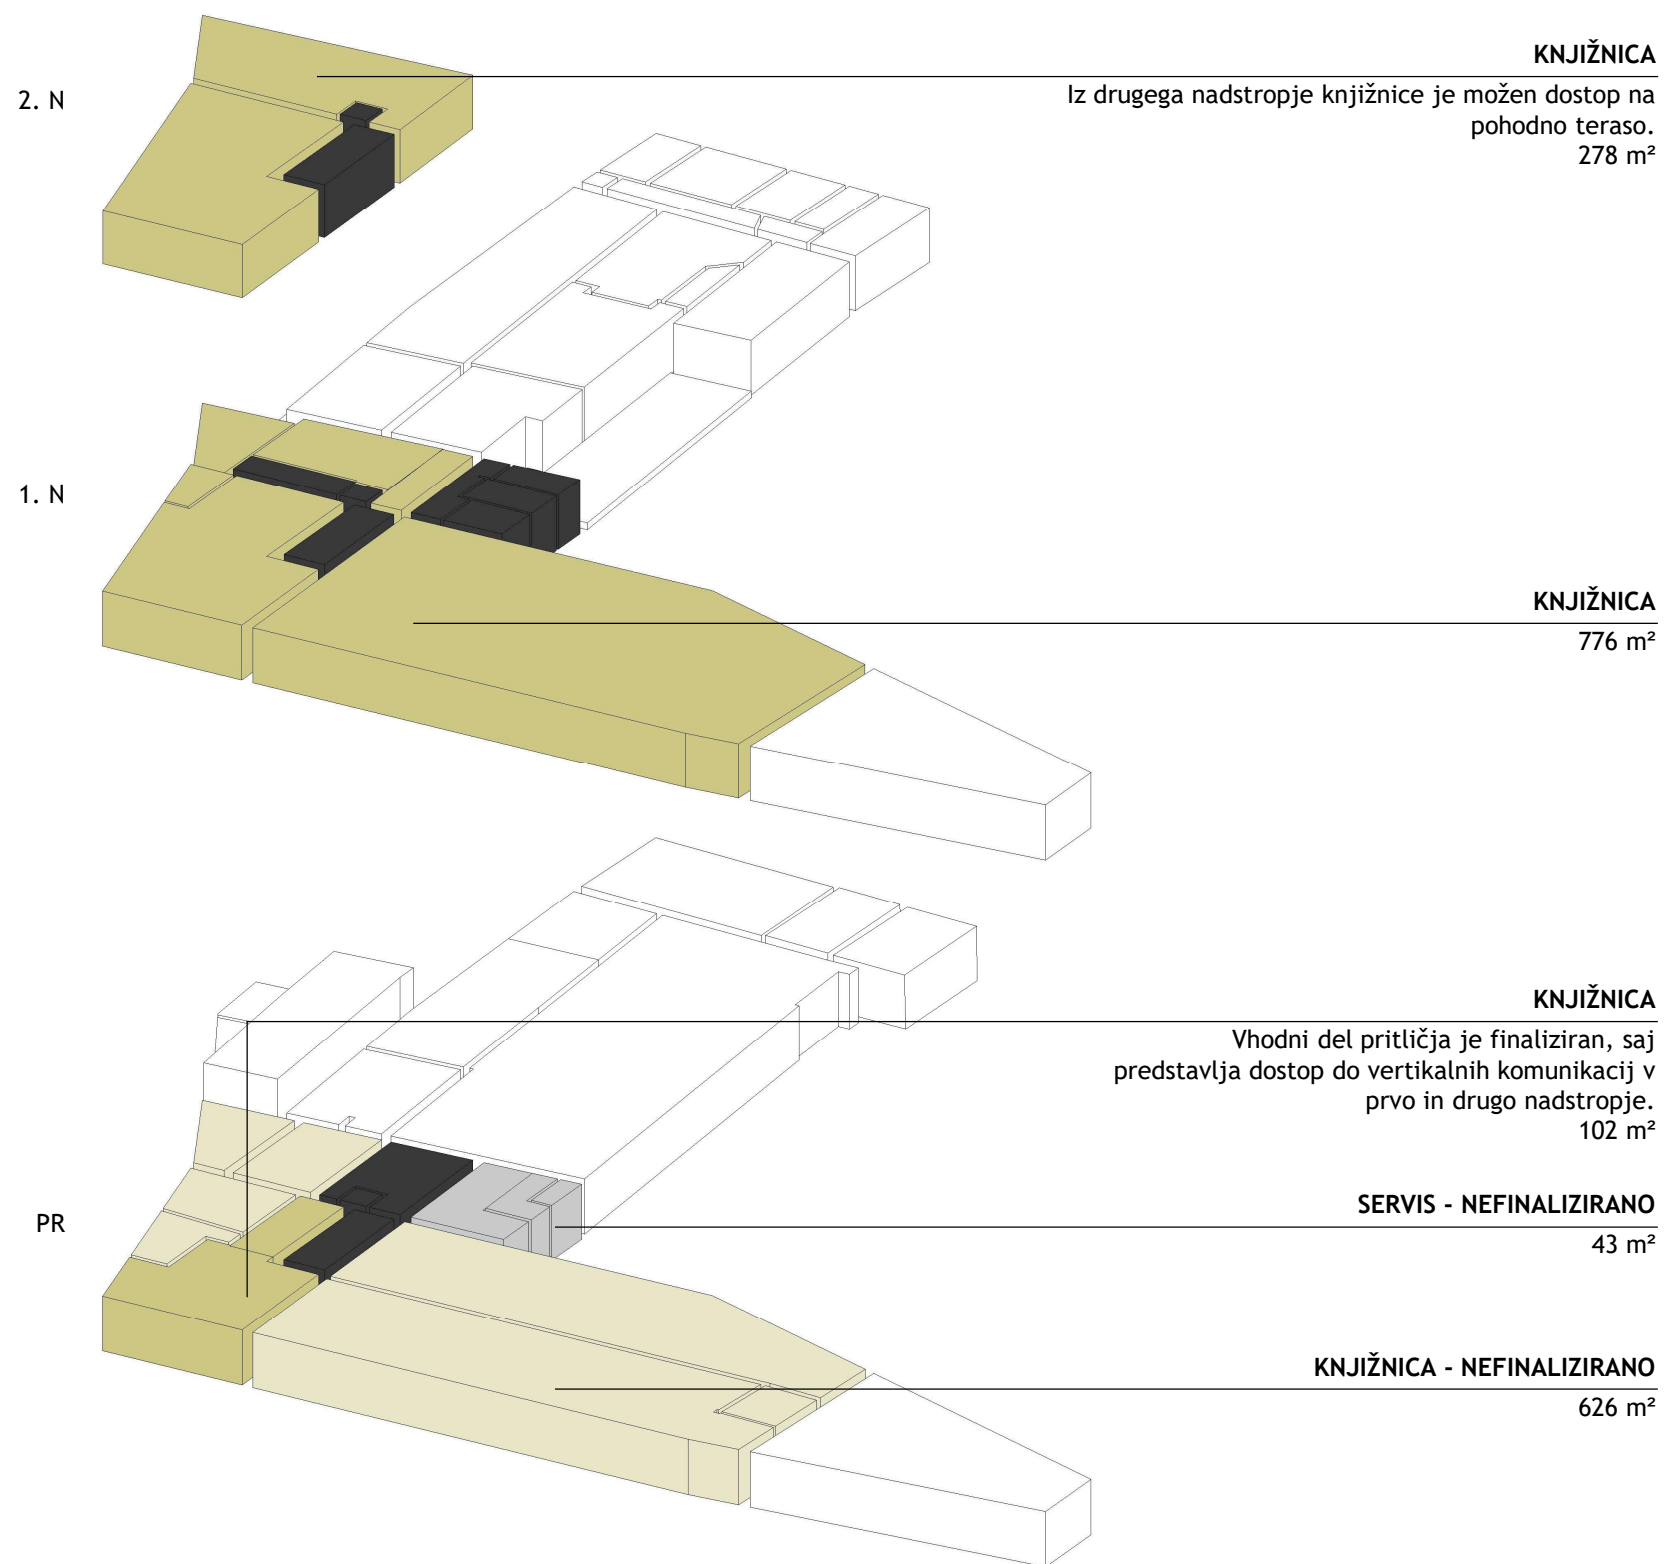 KNJIŽNICA
2. N
Iz drugega nadstropje knjižnice je možen dostop na
pohodno teraso.
278 m²
1. N
KNJIŽNICA
776 m²
KNJIŽNICA
Vhodni del pritličja je finaliziran, saj
predstavlja dostop do vertikalnih komunikacij v
prvo in drugo nadstropje.
102 m²
PR
SERVIS - NEFINALIZIRANO
43 m²
KNJIŽNICA - NEFINALIZIRANO
626 m²